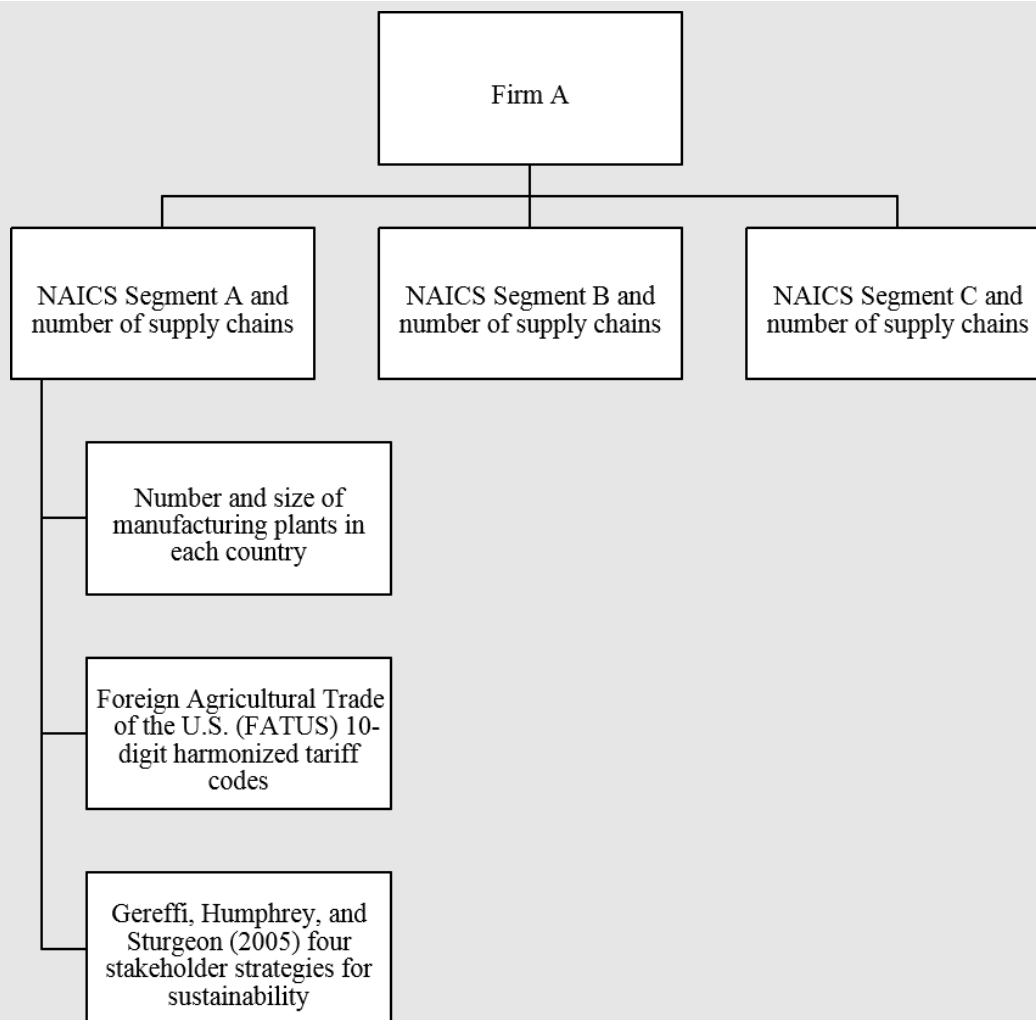 Firm A
NAICS Segment A and
number of supply chains
NAICS Segment B and
number of supply chains
NAICS Segment C and
number of supply chains
Number and size of
manufacturing plants in
each country
Foreign Agricultural Trade
of the U.S. (FATUS) 10-
digit harmonized tariff
codes
Gereffi, Humphrey, and
Sturgeon (2005) four
stakeholder strategies for
sustainability